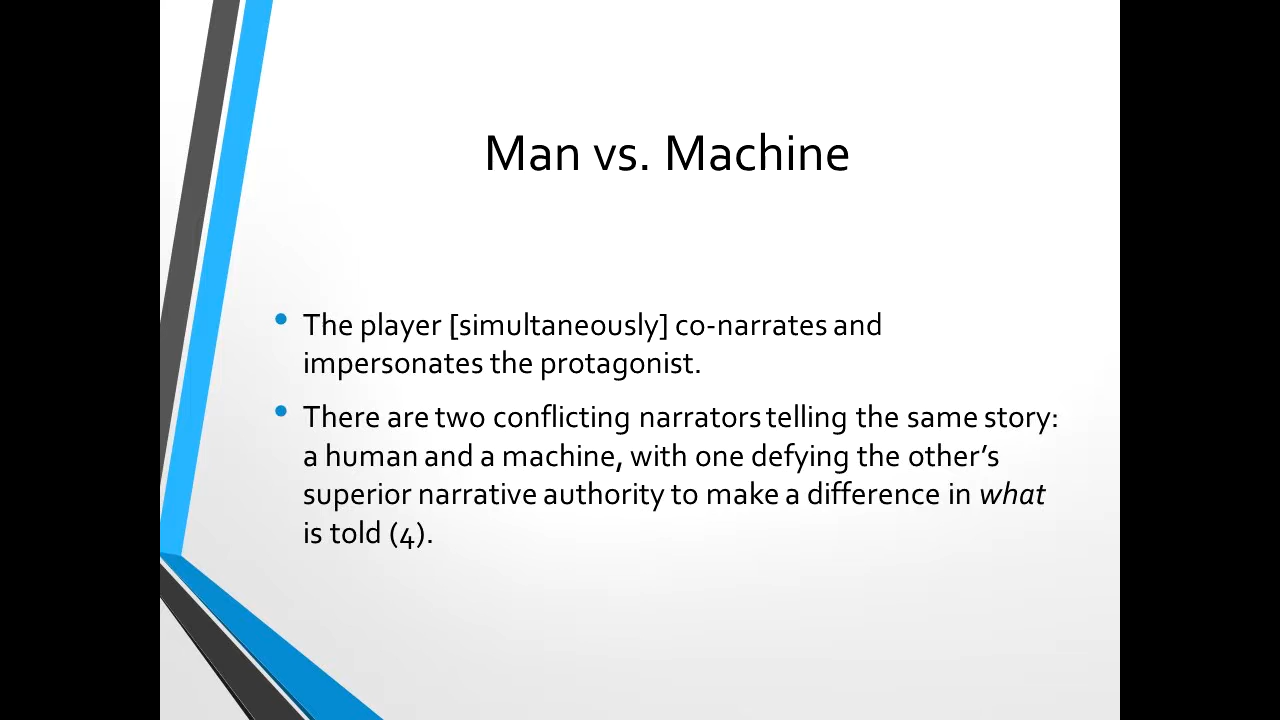 Man vs. Machine
The player [simultaneously] co-narrates and
impersonates the protagonist.
There are two conflicting narrators telling the same story:
a human and a machine, with one defying the other’s
superior narrative authority to make a difference in what
is told (4).